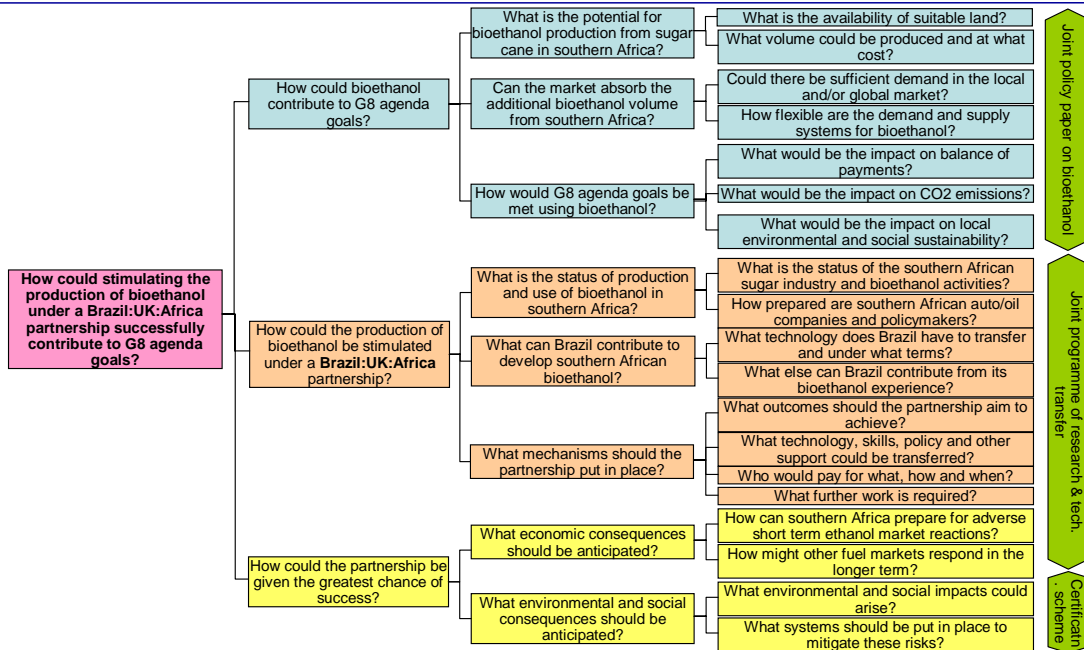 What is the potential for
bioethanol production from sugar
cane in southern Africa?
What is the availability of suitable land?
What volume could be produced and at what
cost?
How could bioethanol
contribute to G8 agenda
goals?
Can the market absorb the
additional bioethanol volume
from southern Africa?
Could there be sufficient demand in the local
and/or global market?
How flexible are the demand and supply
systems for bioethanol?
How would G8 agenda goals be
met using bioethanol?
What would be the impact on balance of
payments?
What would be the impact on CO2 emissions?
What would be the impact on local
environmental and social sustainability?
Joint policy paper on bioethanol
How could stimulating the
production of bioethanol
under a Brazil:UK:Africa
partnership successfully
contribute to G8 agenda
goals?
How could the production of
bioethanol be stimulated
under a Brazil:UK:Africa
partnership?
What is the status of production
and use of bioethanol in
southern Africa?
What is the status of the southern African
sugar industry and bioethanol activities?
How prepared are southern African auto/oil
companies and policymakers?
What can Brazil contribute to
develop southern African
bioethanol?
What technology does Brazil have to transfer
and under what terms?
What else can Brazil contribute from its
bioethanol experience?
What mechanisms should the
partnership put in place?
What outcomes should the partnership aim to
achieve?
What technology, skills, policy and other
support could be transferred?
Who would pay for what, how and when?
What further work is required?
Joint programme of research & tech.
transfer
How could the partnership be
given the greatest chance of
success?
What economic consequences
should be anticipated?
How can southern Africa prepare for adverse
short term ethanol market reactions?
How might other fuel markets respond in the
longer term?
What environmental and social
consequences should be
anticipated?
What environmental and social impacts could
arise?
What systems should be put in place to
mitigate these risks?
Certificatn
. scheme